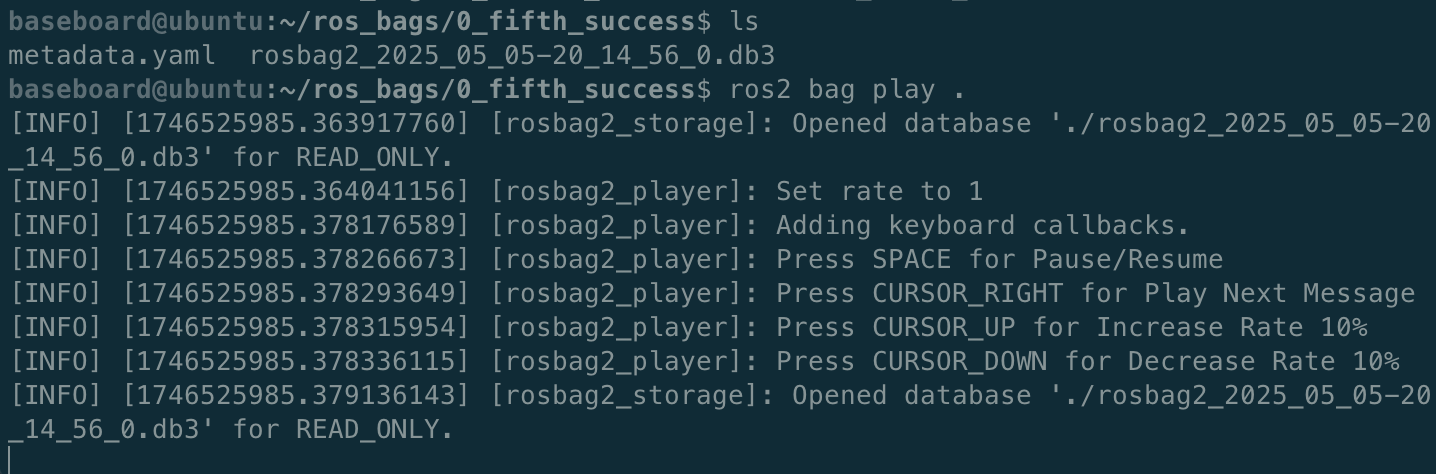 baseboard@ubuntu:~/ros_bags/0_fifth_success$ ls
metadata.yaml  rosbag2_2025_05_05-20_14_56_0.db3
baseboard@ubuntu:~/ros_bags/0_fifth_success$ ros2 bag play .
[INFO] [1746525985.363917760] [rosbag2_storage]: Opened database './rosbag2_2025_05_05-20
_14_56_0.db3' for READ_ONLY.
[INFO] [1746525985.364041156] [rosbag2_player]: Set rate to 1
[INFO] [1746525985.378176589] [rosbag2_player]: Adding keyboard callbacks.
[INFO] [1746525985.378266673] [rosbag2_player]: Press SPACE for Pause/Resume
[INFO] [1746525985.378293649] [rosbag2_player]: Press CURSOR_RIGHT for Play Next Message
[INFO] [1746525985.378315954] [rosbag2_player]: Press CURSOR_UP for Increase Rate 10%
[INFO] [1746525985.378336115] [rosbag2_player]: Press CURSOR_DOWN for Decrease Rate 10%
[INFO] [1746525985.379136143] [rosbag2_storage]: Opened database './rosbag2_2025_05_05-20
_14_56_0.db3' for READ_ONLY.